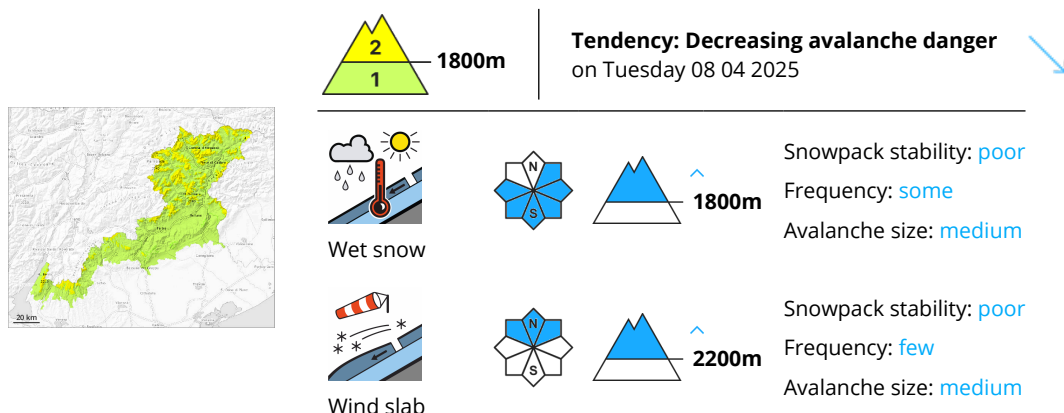 2
1
1800m
Tendency: Decreasing avalanche danger
on Tuesday 08 04 2025
20 km
Wet snow
N
S
1800m
Snowpack stability: poor
Frequency: some
Avalanche size: medium
Wind slab
N
S
2200m
Snowpack stability: poor
Frequency: few
Avalanche size: medium